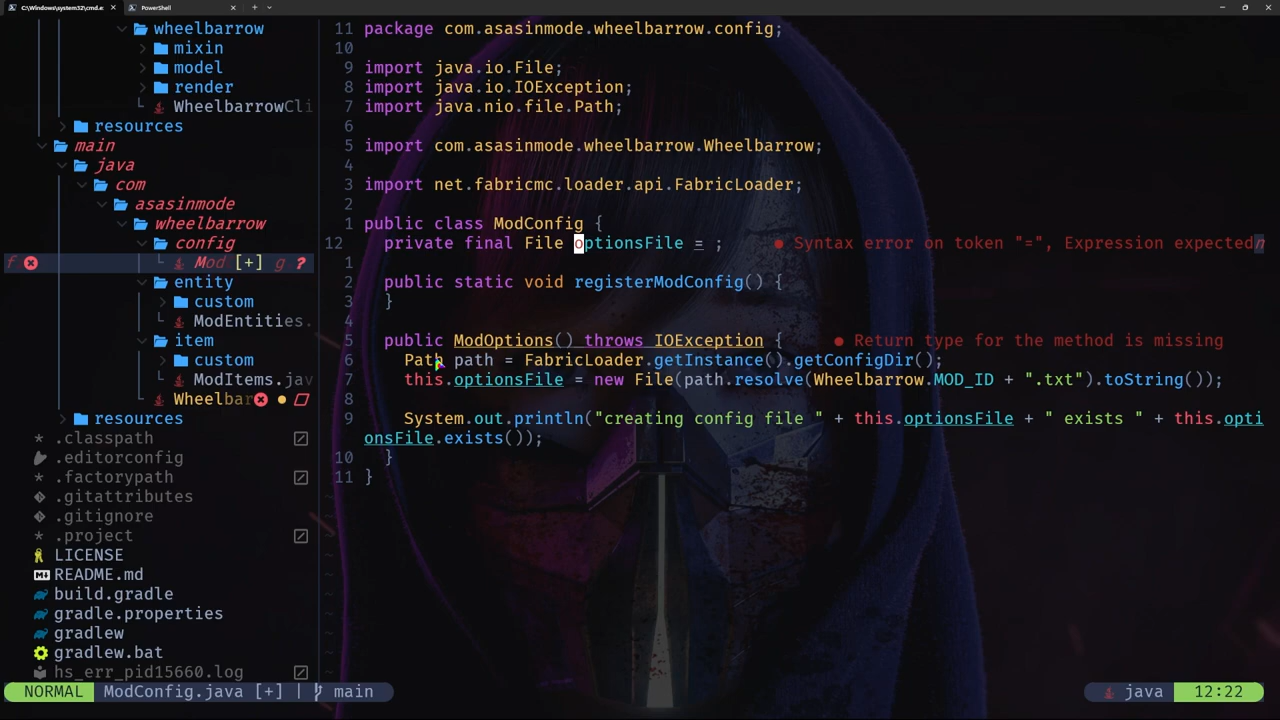 C:\Windows\system32\cmd.e
PowerShell
wheelbarrow
mixin
model
render
WheelbarrowCli
resources
main
java
com
asasinmode
wheelbarrow
config
f Mod [+] g ?
entity
custom
ModEntities.
item
custom
ModItems.jav
Wheelbar
resources
.classpath
.editorconfig
.factorypath
.gitattributes
.gitignore
.project
LICENSE
README.md
build.gradle
gradle.properties
gradlew
gradlew.bat
hs_err_pid15660.log
11 package com.asasinmode.wheelbarrow.config;
10
9 import java.io.File;
8 import java.io.IOException;
7 import java.nio.file.Path;
6
5 import com.asasinmode.wheelbarrow.Wheelbarrow;
4
3 import net.fabricmc.loader.api.FabricLoader;
2
1 public class ModConfig {
12 private final File optionsFile = ; ● Syntax error on token "=", Expression expectedn
1
2 public static void registerModConfig() {
3 }
4
5 public ModOptions() throws IOException { ● Return type for the method is missing
6 Path path = FabricLoader.getInstance().getConfigDir();
7 this.optionsFile = new File(path.resolve(Wheelbarrow.MOD_ID + ".txt").toString());
8
9 System.out.println("creating config file " + this.optionsFile + " exists " + this.opti
onsFile.exists());
10 }
11 }
NORMAL ModConfig.java [+] | main
java 12:22